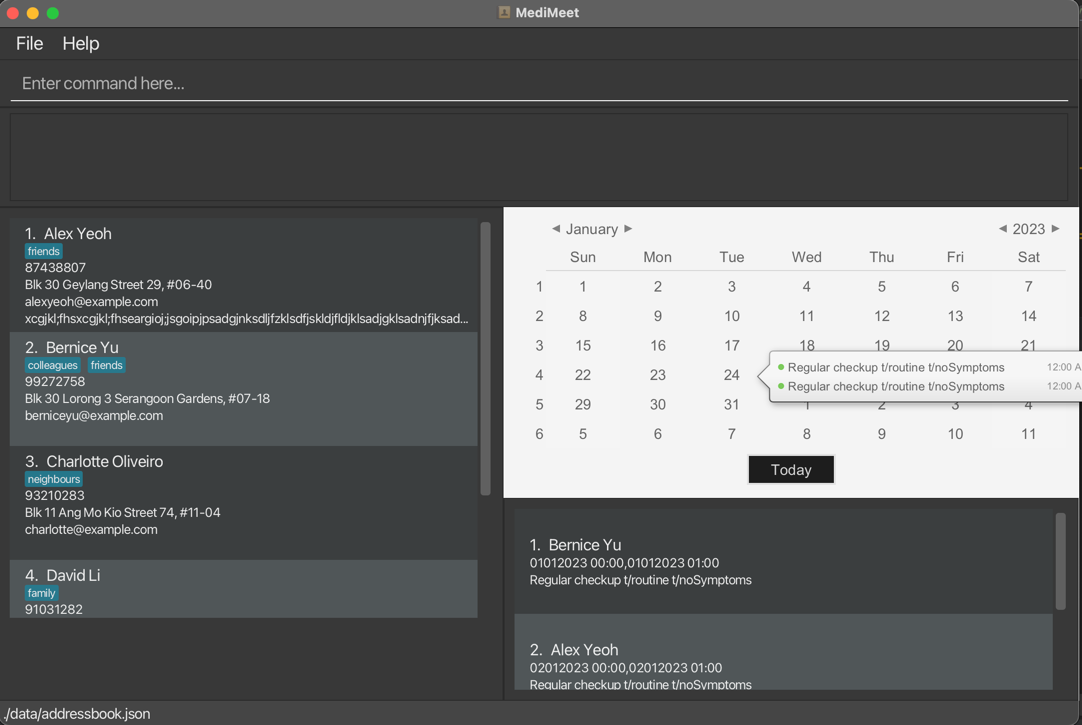 MediMeet
File Help
Enter command here...
1. Alex Yeoh
friends
87438807
Blk 30 Geylang Street 29, #06-40
alexyeoh@example.com
xcgjkl;fhsxcgjkl;fhseargioj;jsgoipjpsadgjnksdljfzklsdfjskldjfldjklsadjgklsadnjfjksad...
2. Bernice Yu
colleagues friends
99272758
Blk 30 Lorong 3 Serangoon Gardens, #07-18
berniceyu@example.com
3. Charlotte Oliveiro
neighbours
93210283
Blk 11 Ang Mo Kio Street 74, #11-04
charlotte@example.com
4. David Li
family
91031282
January 2023
Sun Mon Tue Wed Thu Fri Sat
1 1 2 3 4 5 6 7
2 8 9 10 11 12 13 14
3 15 16 17 18 19 20 21
4 22 23 24
Regular checkup t/routine t/noSymptoms 12:00 A
Regular checkup t/routine t/noSymptoms 12:00 A
5 29 30 31 1 2 3 4
6 5 6 7 8 9 10 11
Today
1. Bernice Yu
01012023 00:00,01012023 01:00
Regular checkup t/routine t/noSymptoms
2. Alex Yeoh
02012023 00:00,02012023 01:00
Regular checkup t/routine t/noSymptoms
./data/addressbook.json